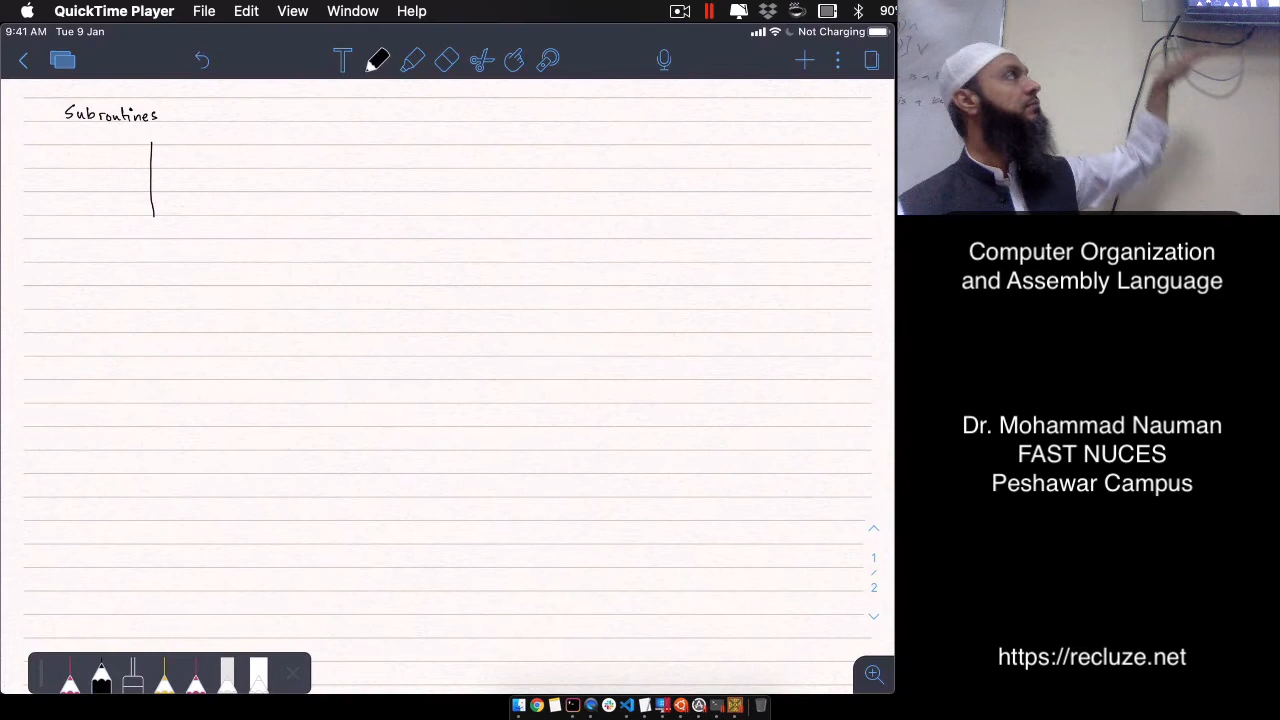 QuickTime Player File Edit View Window Help 90%
9:41 AM Tue 9 Jan Not Charging
T
Subroutines
Computer Organization
and Assembly Language
Dr. Mohammad Nauman
FAST NUCES
Peshawar Campus
https://recluze.net
1
/
2